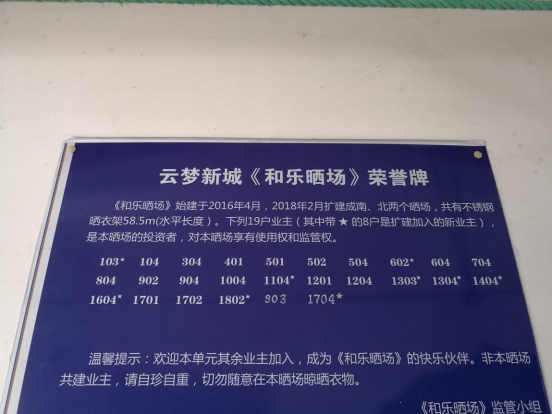 云梦新城《和乐晒场》荣誉牌
《和乐晒场》始建于2016年4月，2018年2月扩建成南、北两个晒场，共有不锈钢
晒衣架58.5m(水平长度)。下列19户业主（其中带 ★ 的8户是扩建加入的新业主），
是本晒场的投资者，对本晒场享有使用权和监管权。
103* 104 304 401 501 502 504 602* 604 704
804 902 904 1004 1104* 1201 1204 1303* 1304* 1404*
1604* 1701 1702 1802* 903 1704*
温馨提示：欢迎本单元其余业主加入，成为《和乐晒场》的快乐伙伴。非本晒场
共建业主，请自珍自重，切勿随意在本晒场晾晒衣物。
《和乐晒场》监管小组